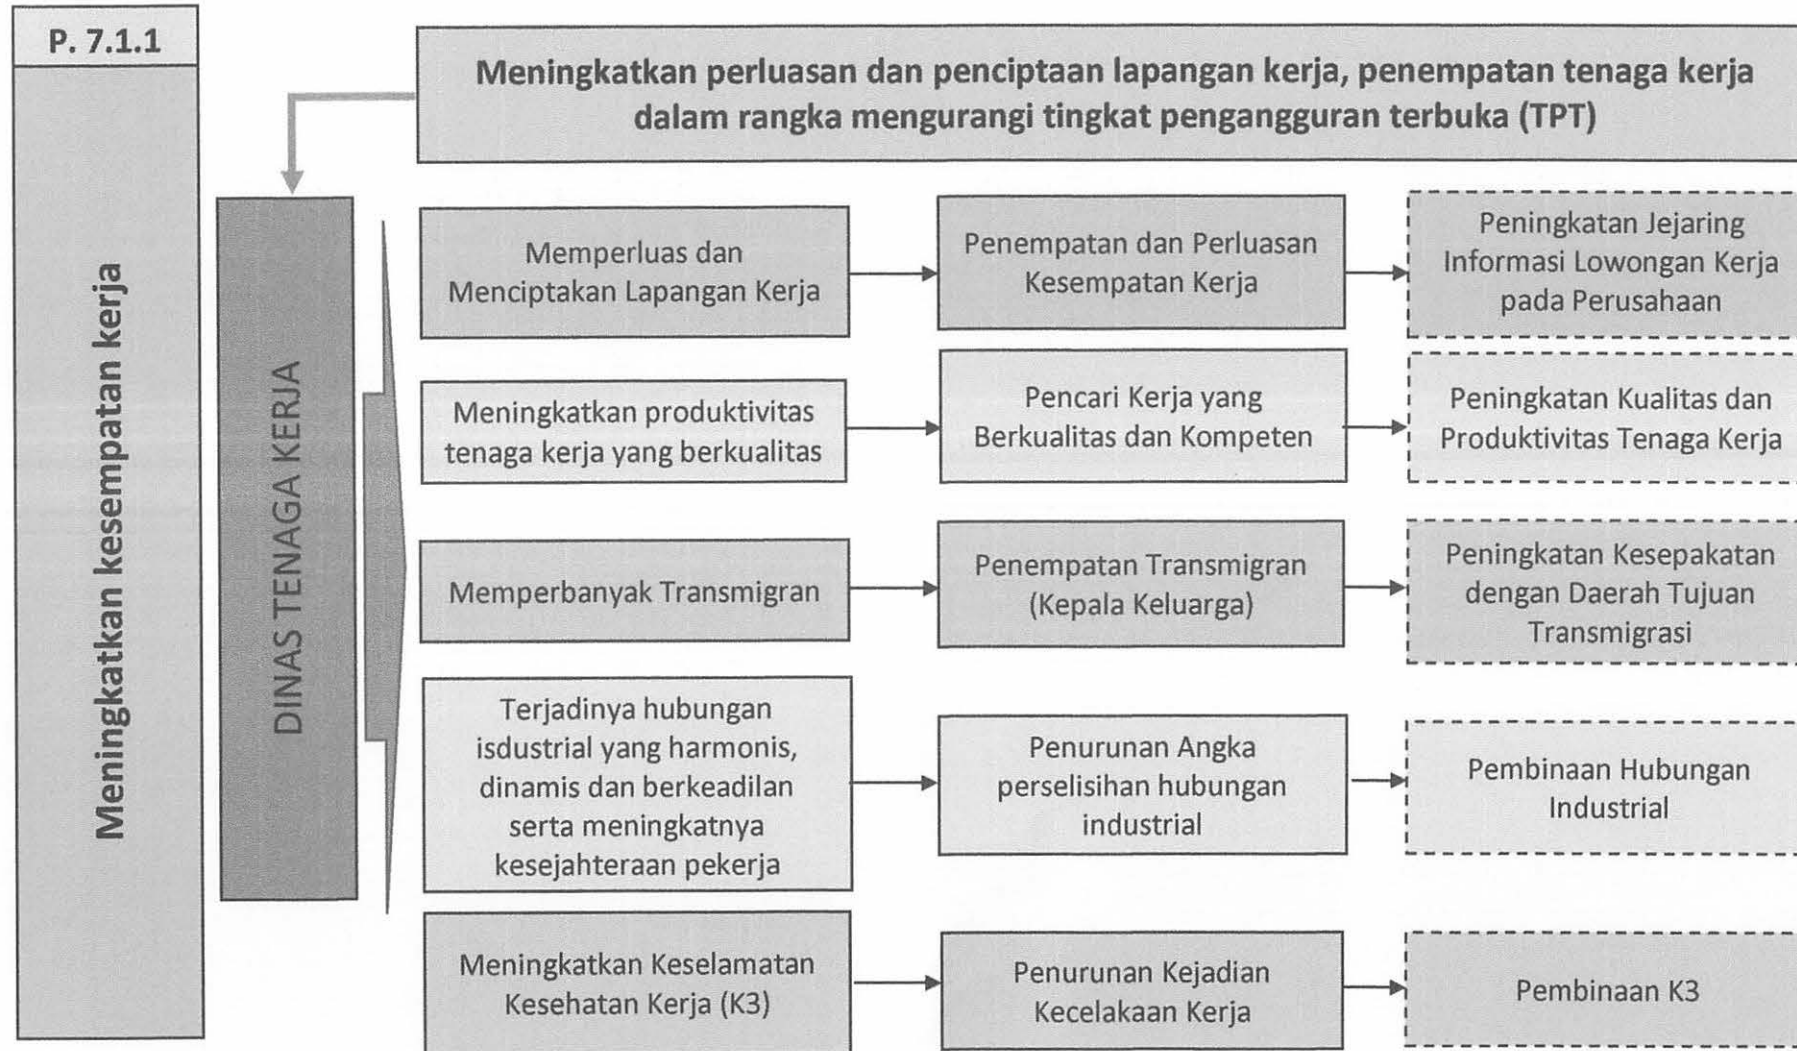 P. 7.1.1
Meningkatkan kesempatan kerja
Meningkatkan perluasan dan penciptaan lapangan kerja, penempatan tenaga kerja
dalam rangka mengurangi tingkat pengangguran terbuka (TPT)
DINAS TENAGA KERJA
Memperluas dan
Menciptakan Lapangan Kerja
Penempatan dan Perluasan
Kesempatan Kerja
Peningkatan Jejaring
Informasi Lowongan Kerja
pada Perusahaan
Meningkatkan produktivitas
tenaga kerja yang berkualitas
Pencari Kerja yang
Berkualitas dan Kompeten
Peningkatan Kualitas dan
Produktivitas Tenaga Kerja
Memperbanyak Transmigran
Penempatan Transmigran
(Kepala Keluarga)
Peningkatan Kesepakatan
dengan Daerah Tujuan
Transmigrasi
Terjadinya hubungan
isdustrial yang harmonis,
dinamis dan berkeadilan
serta meningkatnya
kesejahteraan pekerja
Penurunan Angka
perselisihan hubungan
industrial
Pembinaan Hubungan
Industrial
Meningkatkan Keselamatan
Kesehatan Kerja (K3)
Penurunan Kejadian
Kecelakaan Kerja
Pembinaan K3